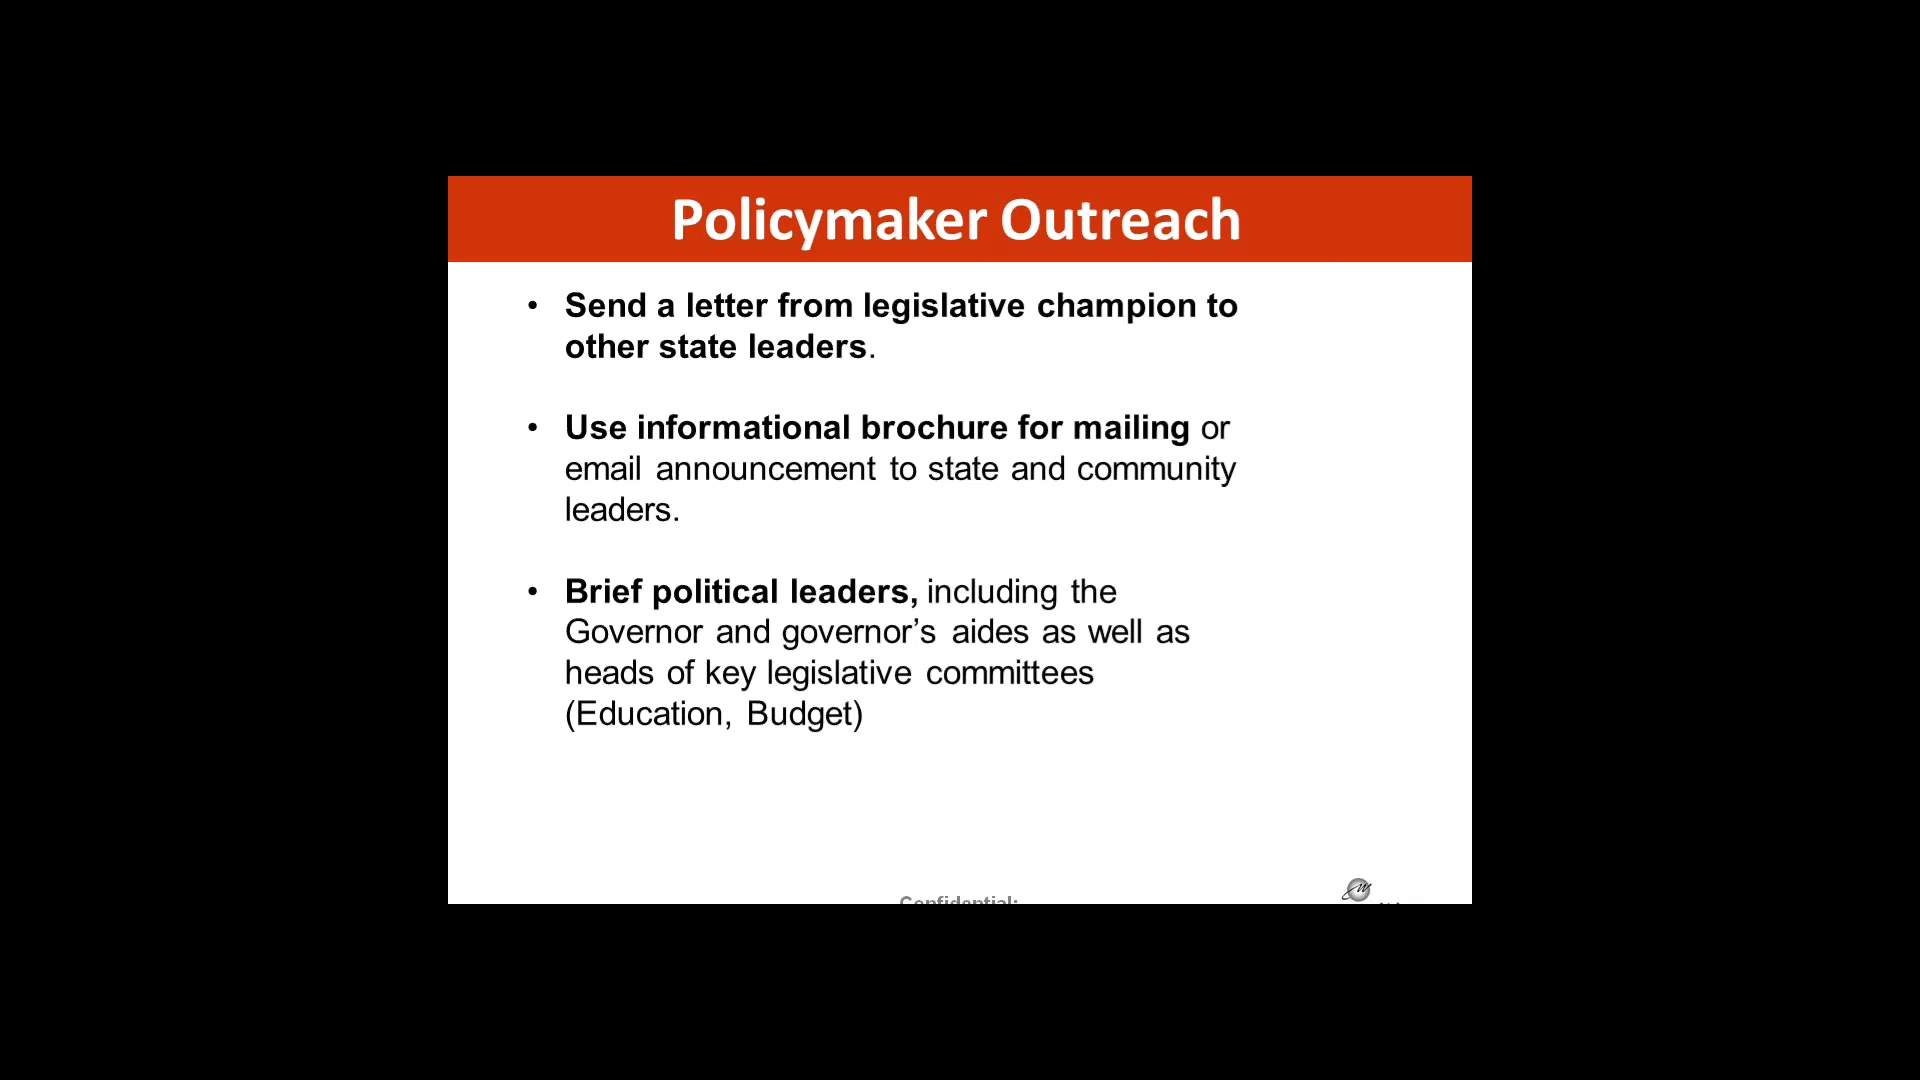 Policymaker Outreach
• Send a letter from legislative champion to
other state leaders.
• Use informational brochure for mailing or
email announcement to state and community
leaders.
• Brief political leaders, including the
Governor and governor’s aides as well as
heads of key legislative committees
(Education, Budget)
Confidential: